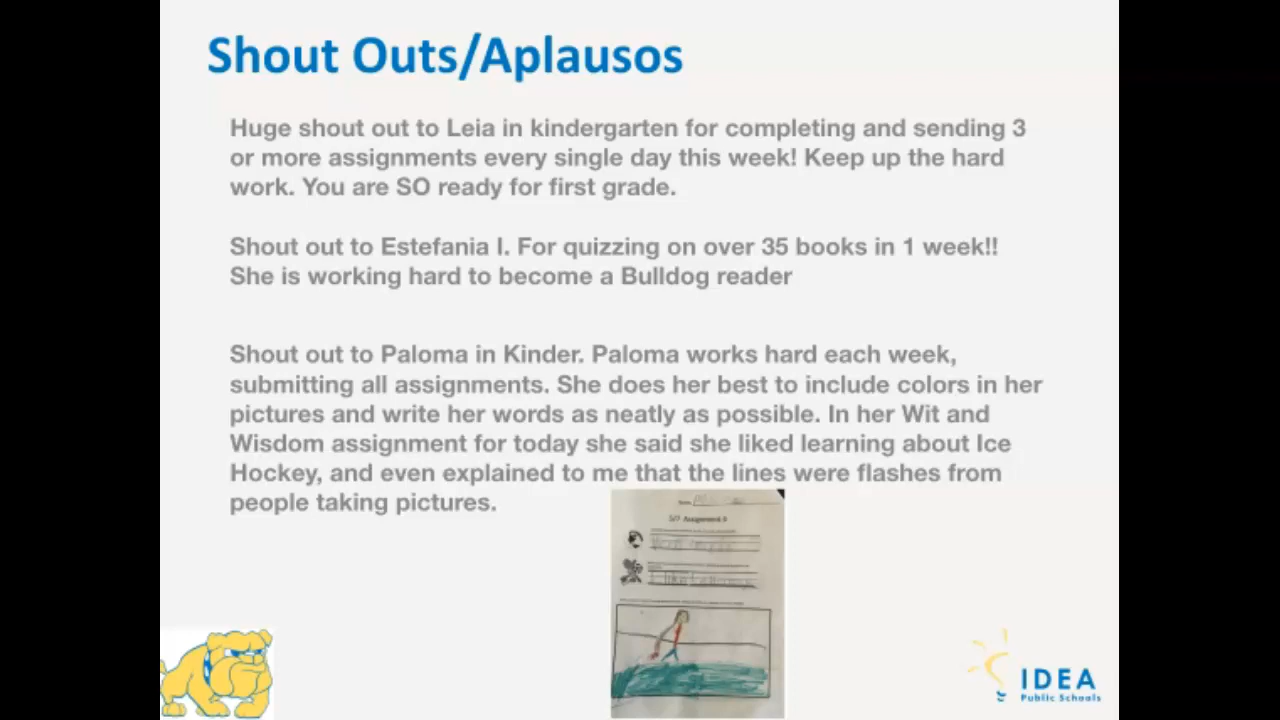 Shout Outs/Aplausos
Huge shout out to Leia in kindergarten for completing and sending 3
or more assignments every single day this week! Keep up the hard
work. You are SO ready for first grade.
Shout out to Estefania I. For quizzing on over 35 books in 1 week!!
She is working hard to become a Bulldog reader
Shout out to Paloma in Kinder. Paloma works hard each week,
submitting all assignments. She does her best to include colors in her
pictures and write her words as neatly as possible. In her Wit and
Wisdom assignment for today she said she liked learning about Ice
Hockey, and even explained to me that the lines were flashes from
people taking pictures.
I like
IDEA
Public Schools